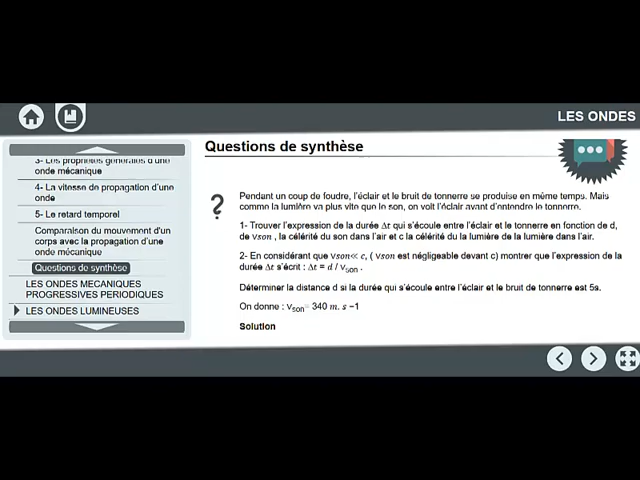 LES ONDES
3- Les propriétés générales d'une
onde mécanique
4- La vitesse de propagation d'une
onde
5- Le retard temporel
Comparaison du mouvement d'un
corps avec la propagation d'une
onde mécanique
Questions de synthèse
LES ONDES MECANIQUES
PROGRESSIVES PERIODIQUES
LES ONDES LUMINEUSES
Questions de synthèse
?
Pendant un coup de foudre, l'éclair et le bruit de tonnerre se produise en même temps. Mais
comme la lumière va plus vite que le son, on voit l'éclair avant d'entendre le tonnerre.
1- Trouver l'expression de la durée Δt qui s'écoule entre l'éclair et le tonnerre en fonction de d,
de vson , la célérité du son dans l'air et c la célérité du la lumière de la lumière dans l'air.
2- En considérant que vson≪ c, ( vson est négligeable devant c) montrer que l'expression de la
durée Δt s'écrit : Δt = d / vson .
Déterminer la distance d si la durée qui s'écoule entre l'éclair et le bruit de tonnerre est 5s.
On donne : vson= 340 m. s −1
Solution